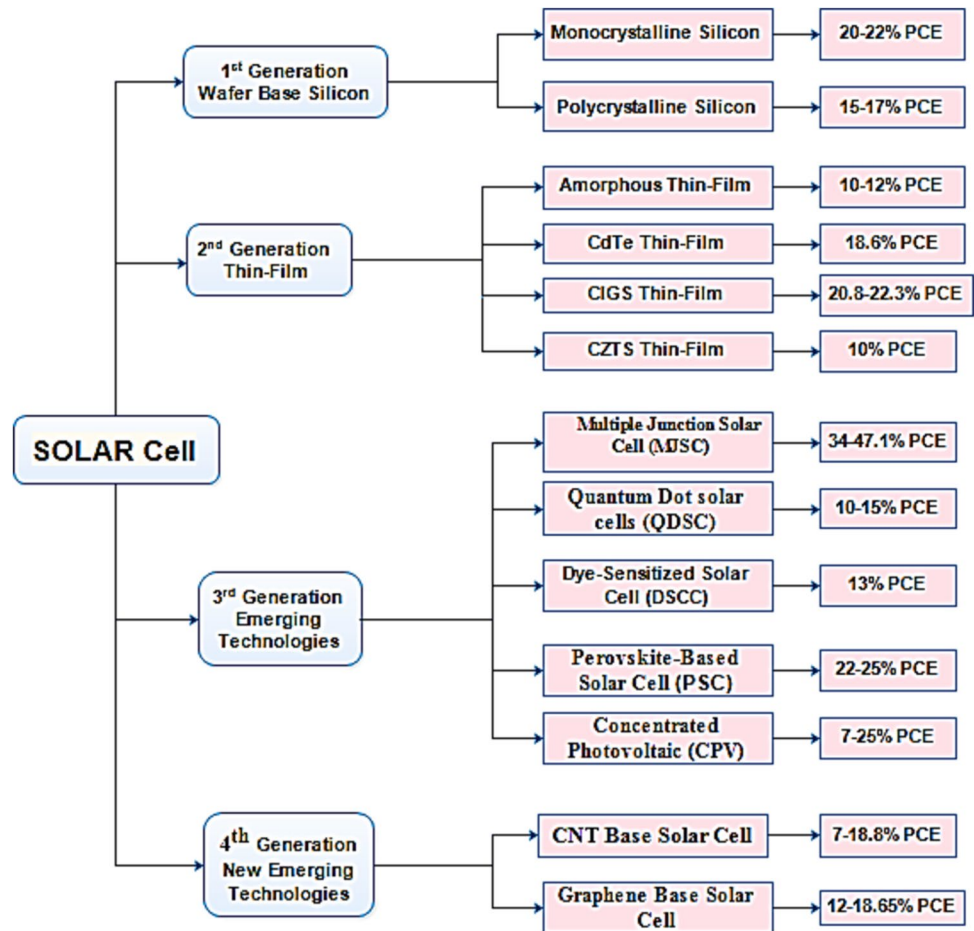 SOLAR Cell
1st Generation
Wafer Base Silicon
Monocrystalline Silicon
20-22% PCE
Polycrystalline Silicon
15-17% PCE
2nd Generation
Thin-Film
Amorphous Thin-Film
10-12% PCE
CdTe Thin-Film
18.6% PCE
CIGS Thin-Film
20.8-22.3% PCE
CZTS Thin-Film
10% PCE
3rd Generation
Emerging
Technologies
Multiple Junction Solar
Cell (MJSC)
34-47.1% PCE
Quantum Dot solar
cells (QDSC)
10-15% PCE
Dye-Sensitized Solar
Cell (DSCC)
13% PCE
Perovskite-Based
Solar Cell (PSC)
22-25% PCE
Concentrated
Photovoltaic (CPV)
7-25% PCE
4th Generation
New Emerging
Technologies
CNT Base Solar Cell
7-18.8% PCE
Graphene Base Solar
Cell
12-18.65% PCE